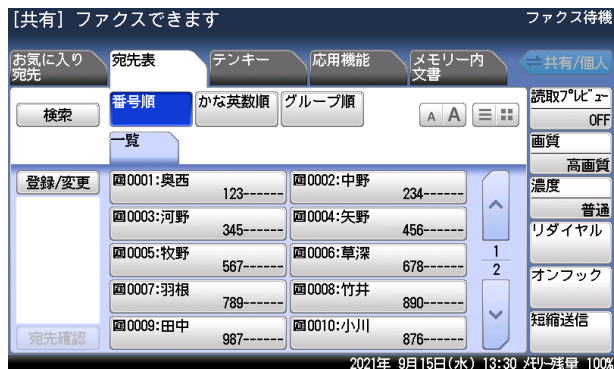 [共有] ファクスできます
ファクス待機
お気に入り
宛先
宛先表
テンキー
応用機能
メモリー内
文書
共有/個人
検索
番号順
かな英数順
グループ順
A A
一覧
登録/変更
0001:奥西
123------
0002:中野
234------
0003:河野
345------
0004:矢野
456------
0005:牧野
567------
0006:草深
678------
0007:羽根
789------
0008:竹井
890------
0009:田中
987------
0010:小川
876------
1
2
宛先確認
読取プレビュー
OFF
画質
高画質
濃度
普通
リダイヤル
オンフック
短縮送信
2021年 9月15日(水) 13:30 メモリー残量 100%